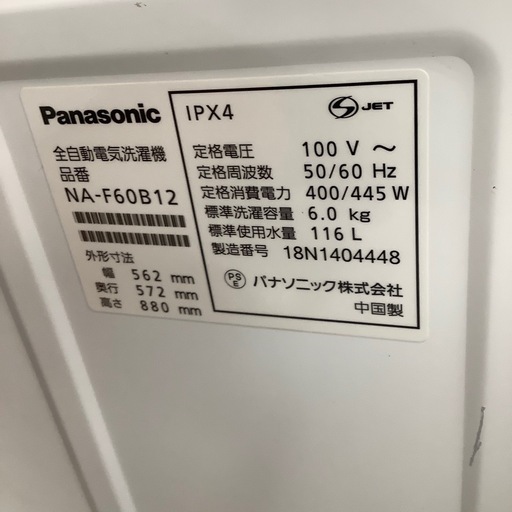 Panasonic
全自動電気洗濯機
品番
NA-F60B12
外形寸法
幅 562 mm
奥行 572 mm
高さ 880 mm
IPX4
S JET
定格電圧 100 V ～
定格周波数 50/60 Hz
定格消費電力 400/445 W
標準洗濯容量 6.0 kg
標準使用水量 116 L
製造番号 18N1404448
PS E パナソニック株式会社
中国製